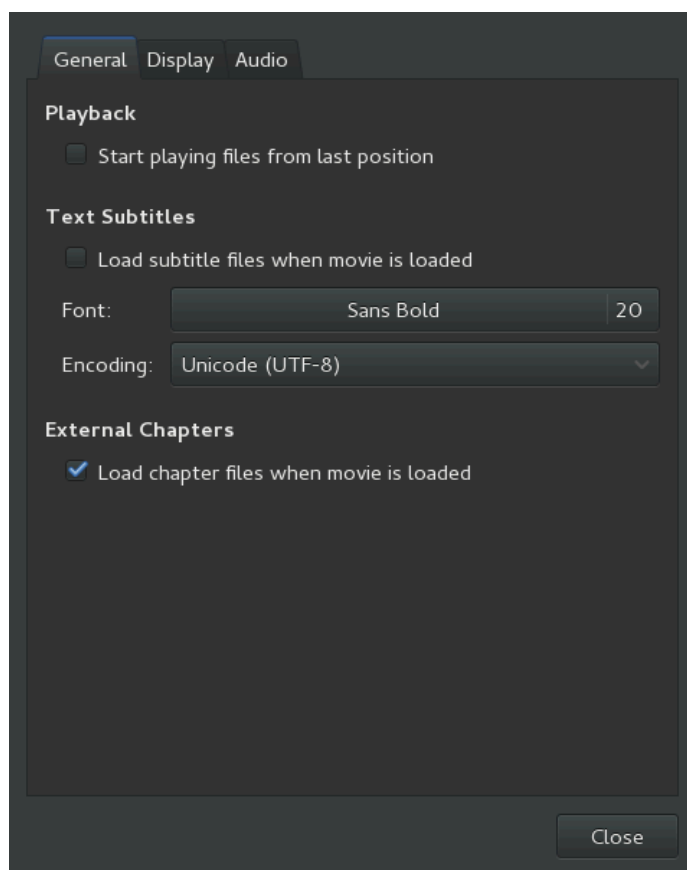 General Display Audio
Playback
Start playing files from last position
Text Subtitles
Load subtitle files when movie is loaded
Font: Sans Bold 20
Encoding: Unicode (UTF-8)
External Chapters
Load chapter files when movie is loaded
Close